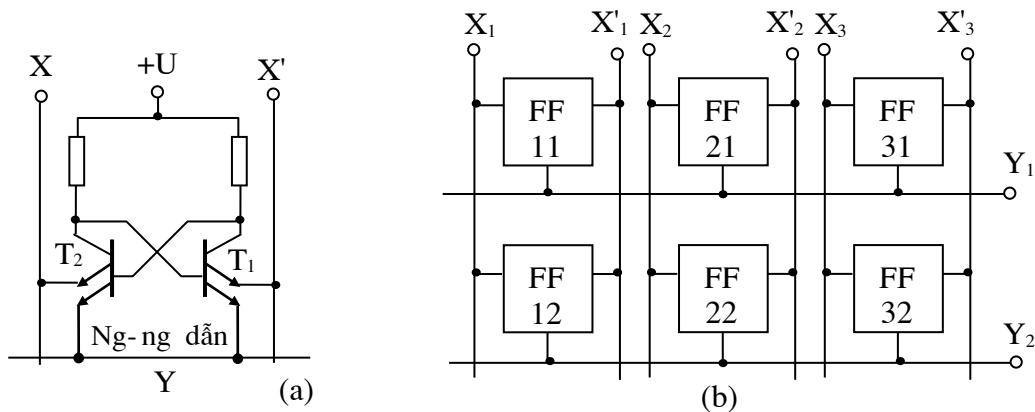 X +U X'
T₂ T₁
Ng- ng dẫn
Y
(a)
X₁ X'₁ X₂ X'₂ X₃ X'₃
FF FF FF
11 21 31
Y₁
FF FF FF
12 22 32
Y₂
(b)